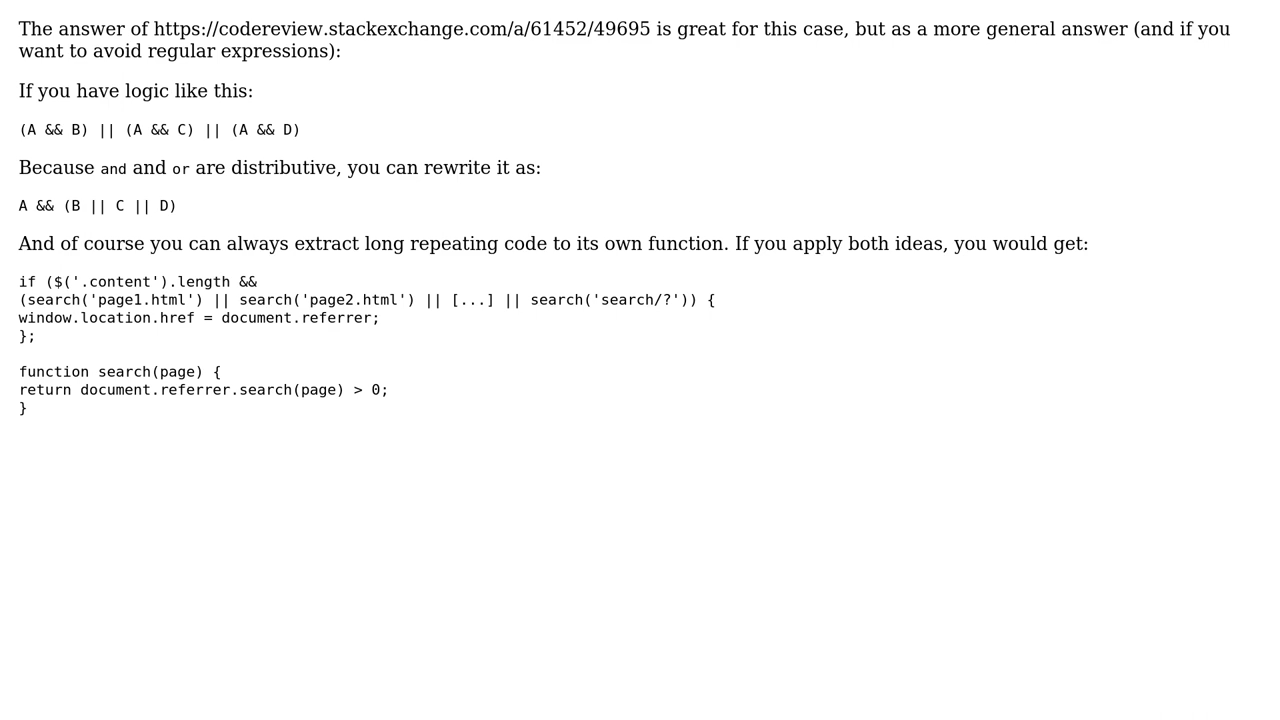 The answer of https://codereview.stackexchange.com/a/61452/49695 is great for this case, but as a more general answer (and if you
want to avoid regular expressions):
If you have logic like this:
(A && B) || (A && C) || (A && D)
Because and and or are distributive, you can rewrite it as:
A && (B || C || D)
And of course you can always extract long repeating code to its own function. If you apply both ideas, you would get:
if ($('.content').length &&
(search('page1.html') || search('page2.html') || [...] || search('search/?')) {
window.location.href = document.referrer;
};
function search(page) {
return document.referrer.search(page) > 0;
}